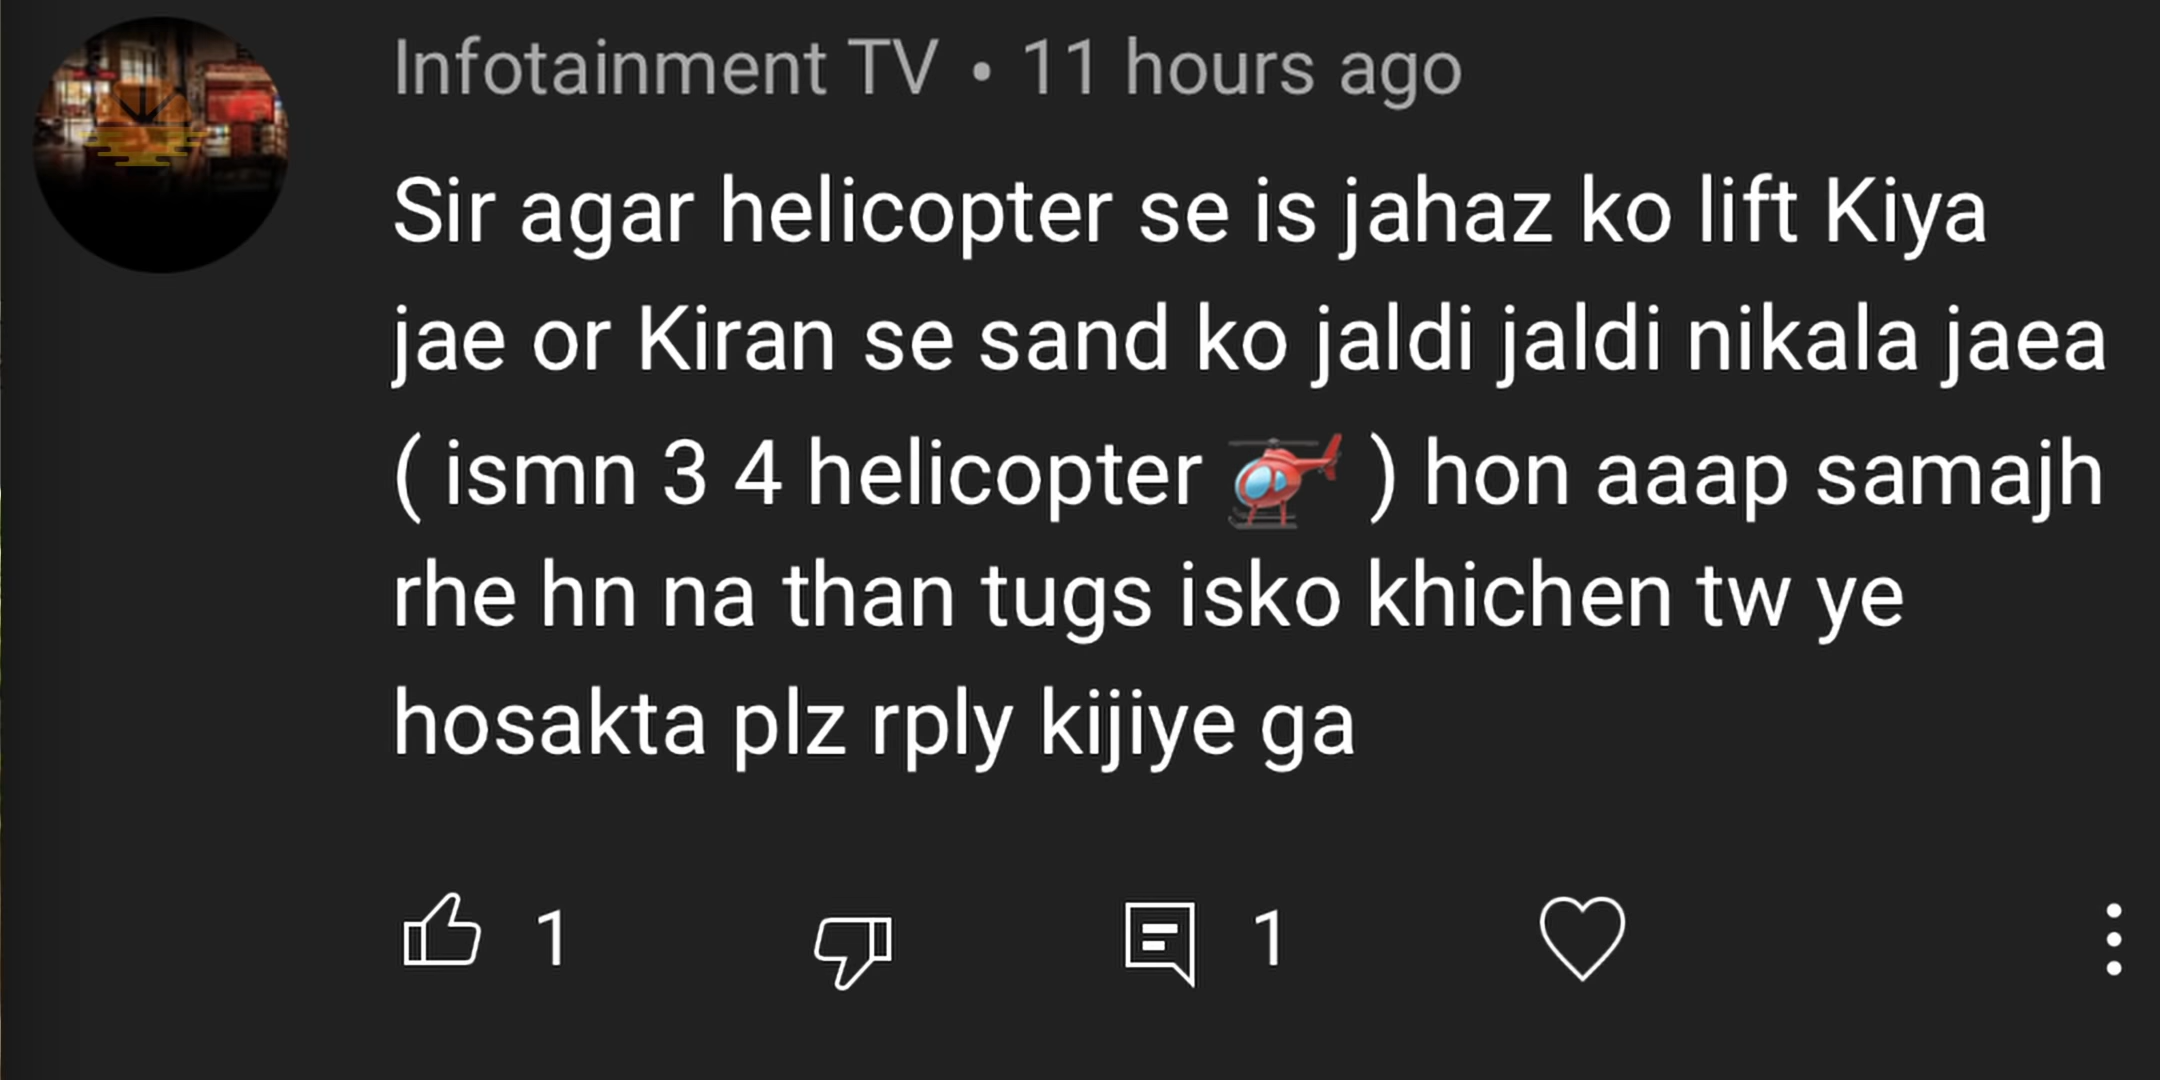 Infotainment TV • 11 hours ago
Sir agar helicopter se is jahaz ko lift Kiya
jae or Kiran se sand ko jaldi jaldi nikala jaea
( ismn 3 4 helicopter 🚁 ) hon aaap samajh
rhe hn na than tugs isko khichen tw ye
hosakta plz rply kijiye ga
1 1